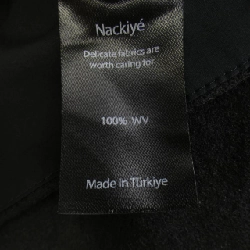 Nackiyé
Delicate fabrics are
worth caring for
100% WV
Made in Türkiye